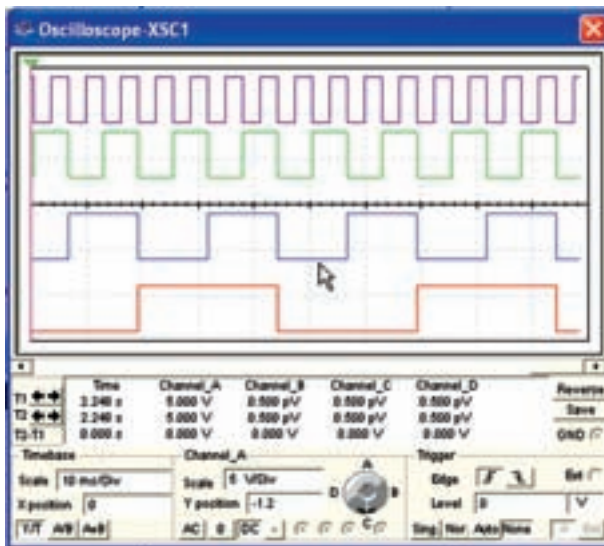 Oscilloscope-XSC1
Time Channel_A Channel_B Channel_C Channel_D
T1 2.248 s 5.000 V 0.500 pV 0.500 pV 0.500 pV Reverse
T2 2.248 s 5.000 V 0.500 pV 0.500 pV 0.500 pV Save
T2-T1 0.000 s 0.000 V 0.000 V 0.000 V 0.000 V GND
Timebase Channel_A Trigger
Scale 10 ms/Div Scale V/Div A Edge Ext
X position 0 Y position -1.2 D B Level 0 V
Y/T A/B A+B AC 0 DC - C Sing Nor Auto None